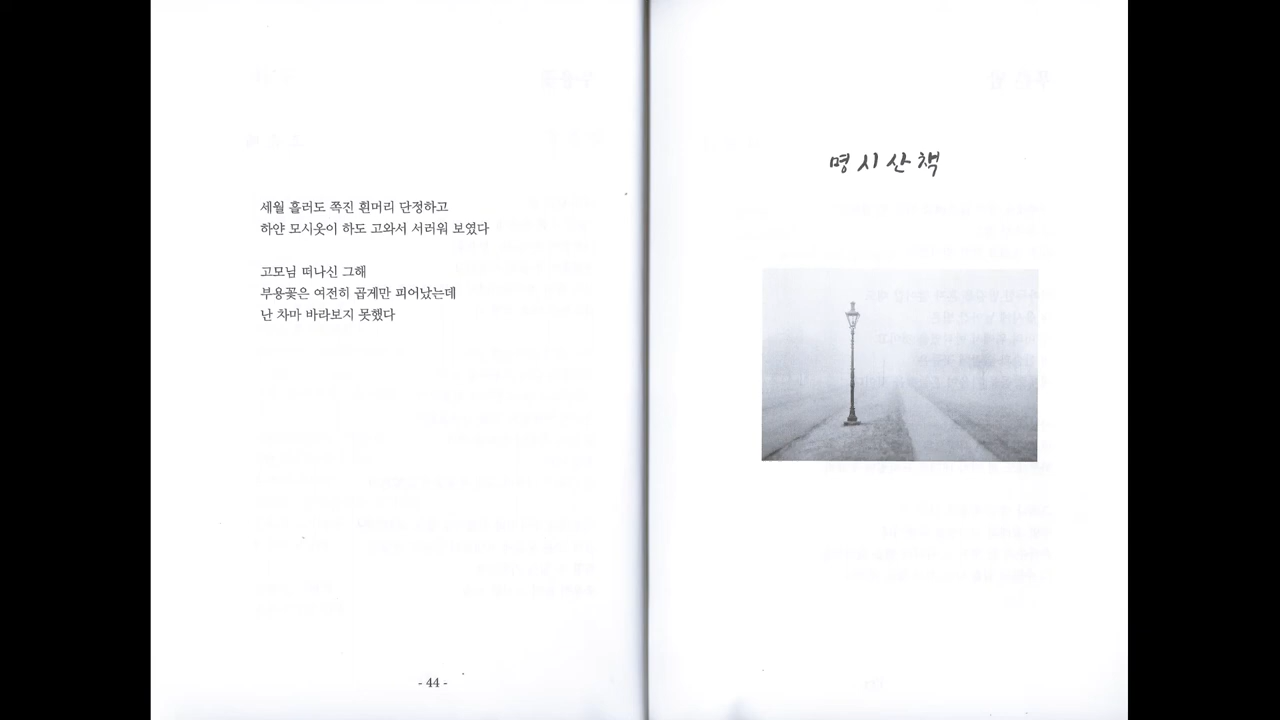 세월 흘러도 쪽진 흰머리 단정하고
하얀 모시옷이 하도 고와서 서러워 보였다
고모님 떠나신 그해
부용꽃은 여전히 곱게만 피어났는데
난 차마 바라보지 못했다
- 44 -
명시산책